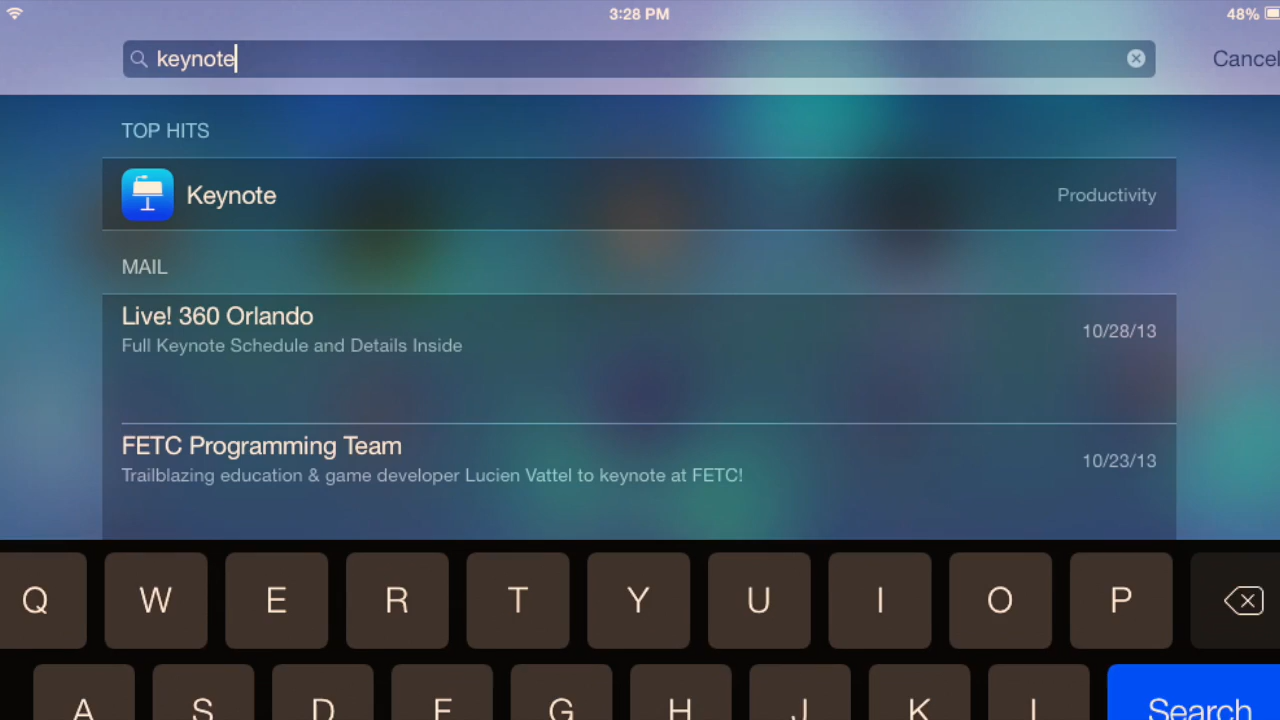 3:28 PM
48%
keynote
Cancel
TOP HITS
Keynote
Productivity
MAIL
Live! 360 Orlando
10/28/13
Full Keynote Schedule and Details Inside
FETC Programming Team
10/23/13
Trailblazing education & game developer Lucien Vattel to keynote at FETC!
Q W E R T Y U I O P
A S D F G H J K L Search